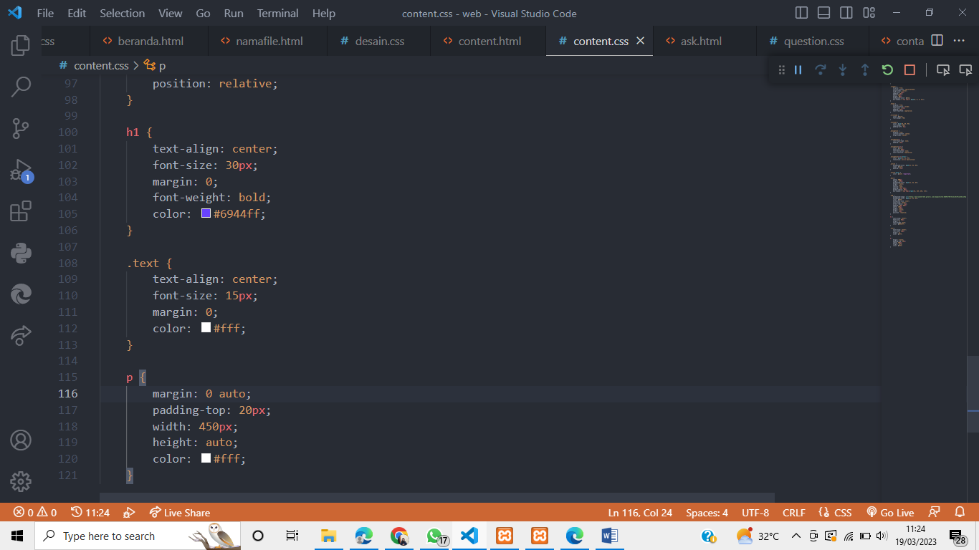 File Edit Selection View Go Run Terminal Help content.css - web - Visual Studio Code
css beranda.html namafile.html # desain.css content.html # content.css ask.html # question.css conta
# content.css > p
97 position: relative;
98 }
99
100 h1 {
101 text-align: center;
102 font-size: 30px;
103 margin: 0;
104 font-weight: bold;
105 color: #6944ff;
106 }
107
108 .text {
109 text-align: center;
110 font-size: 15px;
111 margin: 0;
112 color: #fff;
113 }
114
115 p {
116 margin: 0 auto;
117 padding-top: 20px;
118 width: 450px;
119 height: auto;
120 color: #fff;
121 }
1
0 0 11:24 Live Share Ln 116, Col 24 Spaces: 4 UTF-8 CRLF CSS Go Live
Type here to search 17 32°C 11:24
19/03/2023 28